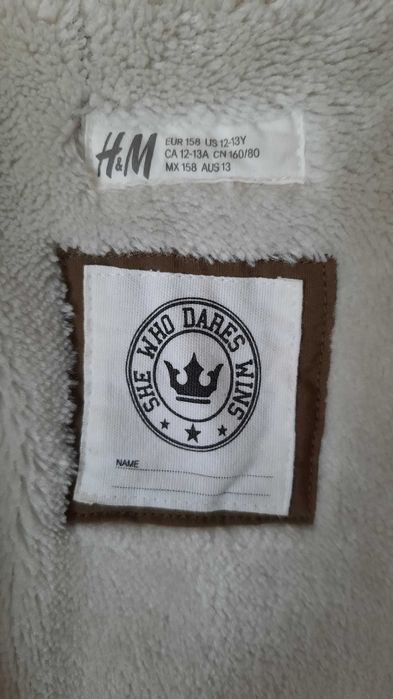 H&M
EUR 158 US 12-13Y
CA 12-13A CN 160/80
MX 158 AUS 13
SHE WHO DARES WINS
NAME